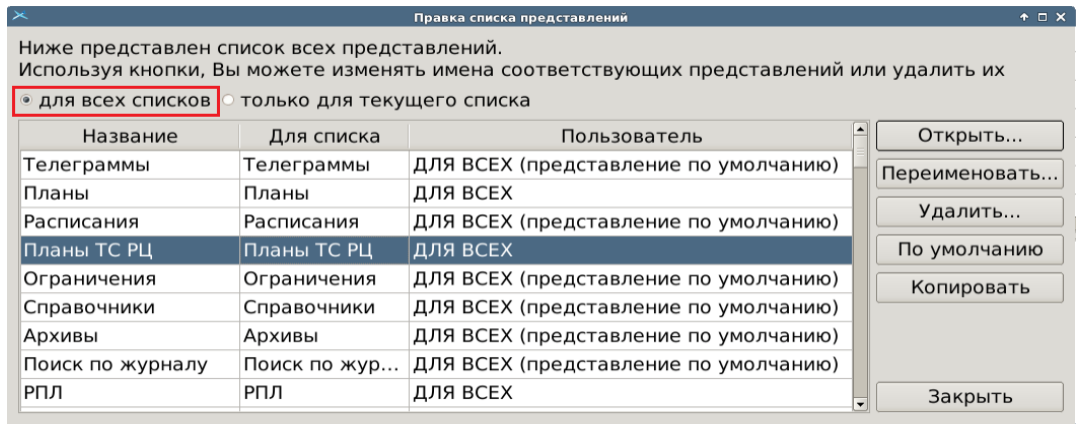 Правка списка представлений
Ниже представлен список всех представлений.
Используя кнопки, Вы можете изменять имена соответствующих представлений или удалить их
для всех списков только для текущего списка
Название Для списка Пользователь Открыть...
Телеграммы Телеграммы ДЛЯ ВСЕХ (представление по умолчанию) Переименовать...
Планы Планы ДЛЯ ВСЕХ
Расписания Расписания ДЛЯ ВСЕХ (представление по умолчанию) Удалить...
Планы ТС РЦ Планы ТС РЦ ДЛЯ ВСЕХ По умолчанию
Ограничения Ограничения ДЛЯ ВСЕХ (представление по умолчанию) Копировать
Справочники Справочники ДЛЯ ВСЕХ (представление по умолчанию)
Архивы Архивы ДЛЯ ВСЕХ (представление по умолчанию)
Поиск по журналу Поиск по жур... ДЛЯ ВСЕХ (представление по умолчанию)
РПЛ РПЛ ДЛЯ ВСЕХ Закрыть